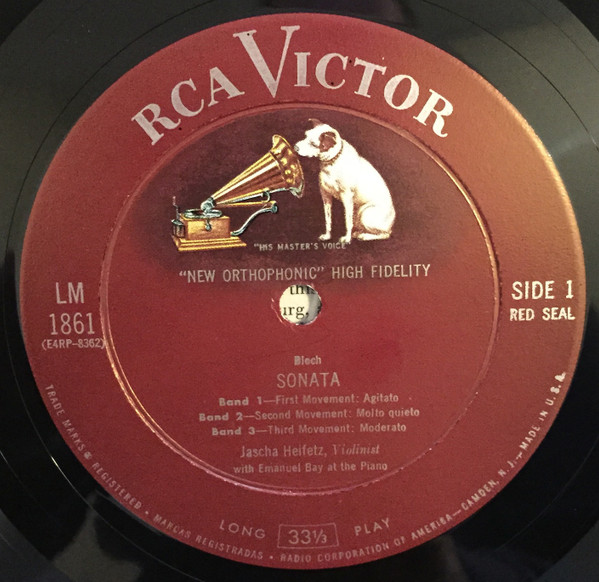 RCA VICTOR
"HIS MASTER'S VOICE"
"NEW ORTHOPHONIC" HIGH FIDELITY
LM
1861
(E4RP-8362)
SIDE 1
RED SEAL
urg,
Bloch
SONATA
Band 1—First Movement: Agitato
Band 2—Second Movement: Molto quieto
Band 3—Third Movement: Moderato
Jascha Heifetz, Violinist
with Emanuel Bay at the Piano
LONG 33⅓ PLAY
TRADE MARKS ® REGISTERED • MARCAS REGISTRADAS • RADIO CORPORATION OF AMERICA—CAMDEN, N. J.—MADE IN U.S.A.